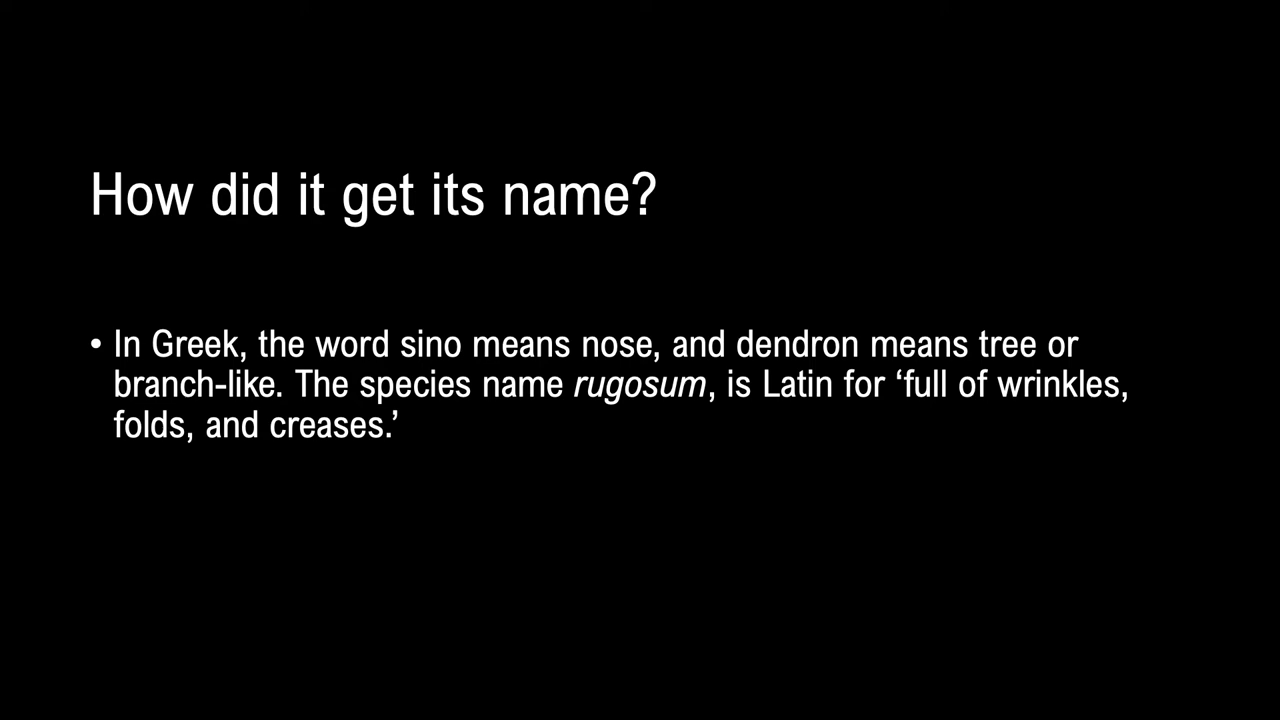 How did it get its name?
• In Greek, the word sino means nose, and dendron means tree or
branch-like. The species name rugosum, is Latin for ‘full of wrinkles,
folds, and creases.’